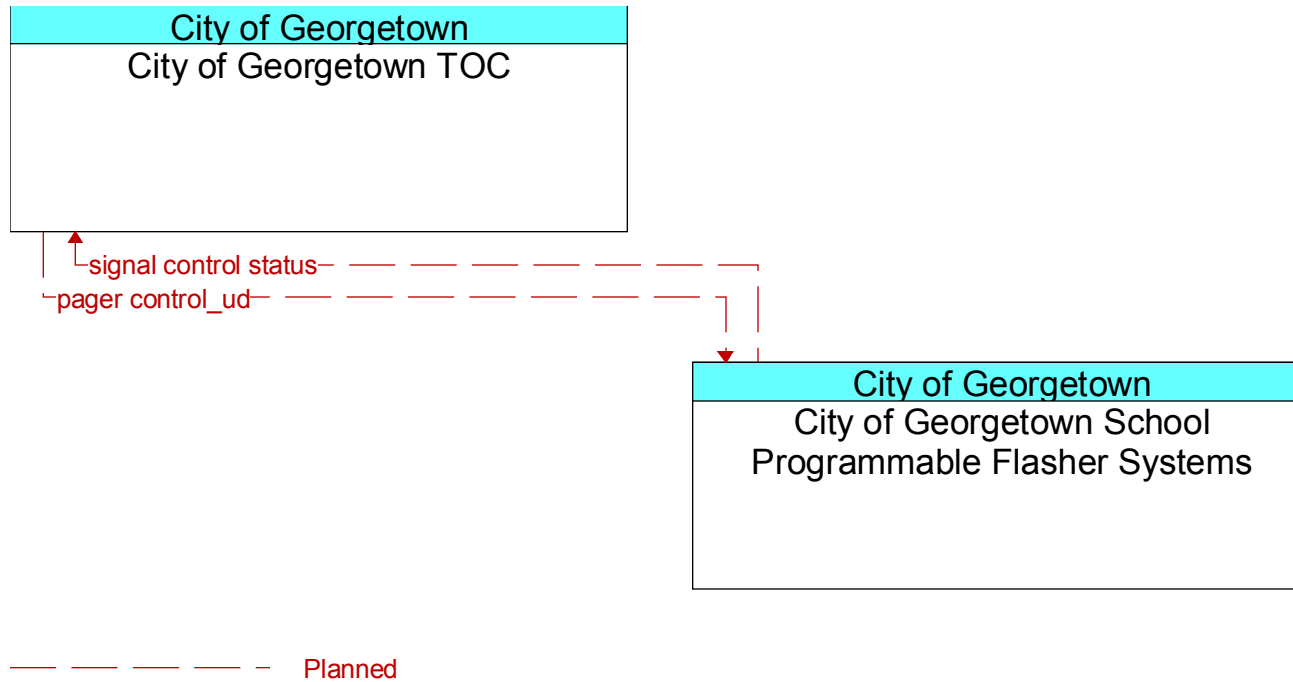 City of Georgetown
City of Georgetown TOC
signal control status
pager control_ud
City of Georgetown
City of Georgetown School
Programmable Flasher Systems
Planned